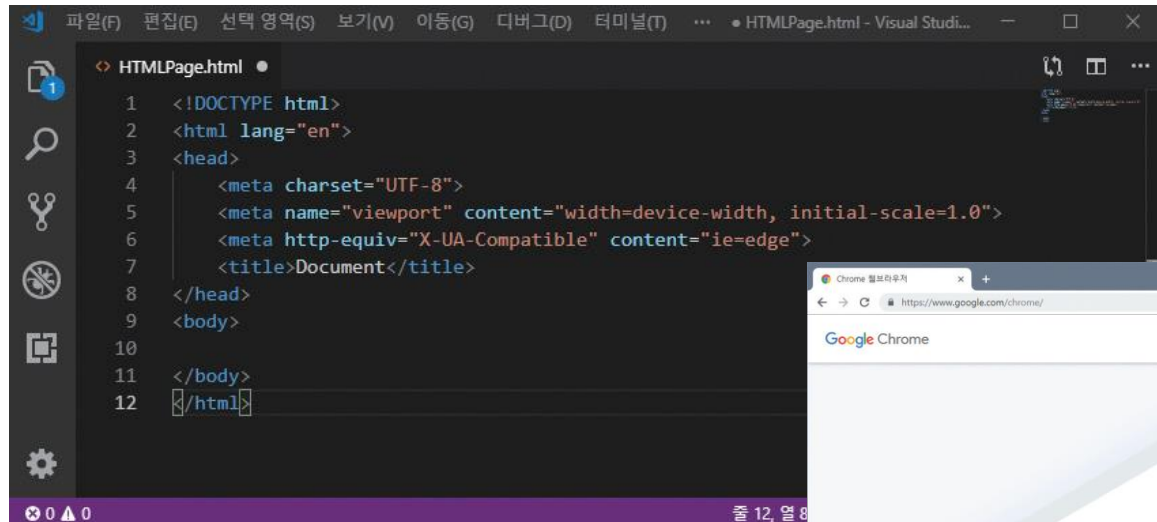 파일(F) 편집(E) 선택 영역(S) 보기(V) 이동(G) 디버그(D) 터미널(T) ··· ● HTMLPage.html - Visual Studi...
<> HTMLPage.html ●
1
1 <!DOCTYPE html>
2 <html lang="en">
3 <head>
4 <meta charset="UTF-8">
5 <meta name="viewport" content="width=device-width, initial-scale=1.0">
6 <meta http-equiv="X-UA-Compatible" content="ie=edge">
7 <title>Document</title>
8 </head>
9 <body>
10
11 </body>
12 </html>
0 0 줄 12, 열 8
Chrome 웹브라우저
https://www.google.com/chrome/
Google Chrome